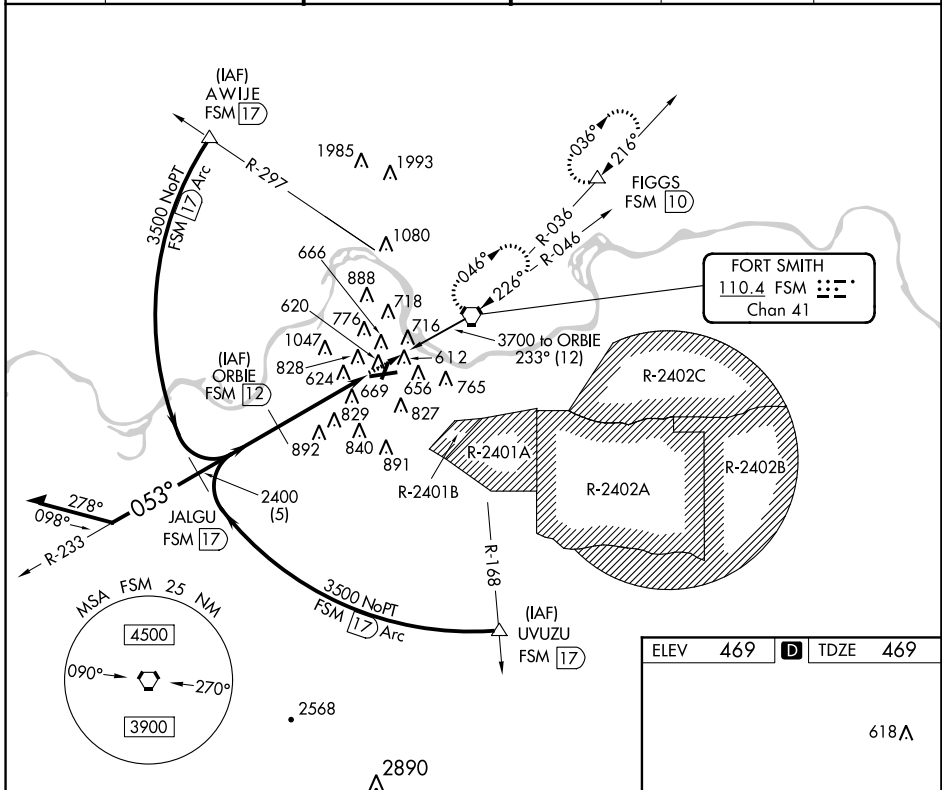 (IAF)
AWIJE
FSM 17
R-297
3500 NoPT
FSM 17 Arc
1985
1993
1080
036°
216°
FIGGS
FSM 10
R-036
R-046
046°
226°
FORT SMITH
110.4 FSM
Chan 41
666
888
718
620
776
716
1047
3700 to ORBIE
233° (12)
828
612
624
669
656
765
(IAF)
ORBIE
FSM 12
829
827
892
840
891
R-2402C
R-2401A
R-2401B
R-2402A
R-2402B
053°
278°
098°
R-233
JALGU
FSM 17
2400
(5)
R-168
3500 NoPT
FSM 17 Arc
(IAF)
UVUZU
FSM 17
MSA FSM 25 NM
4500
090°
270°
3900
2568
2890
ELEV 469 D TDZE 469
618